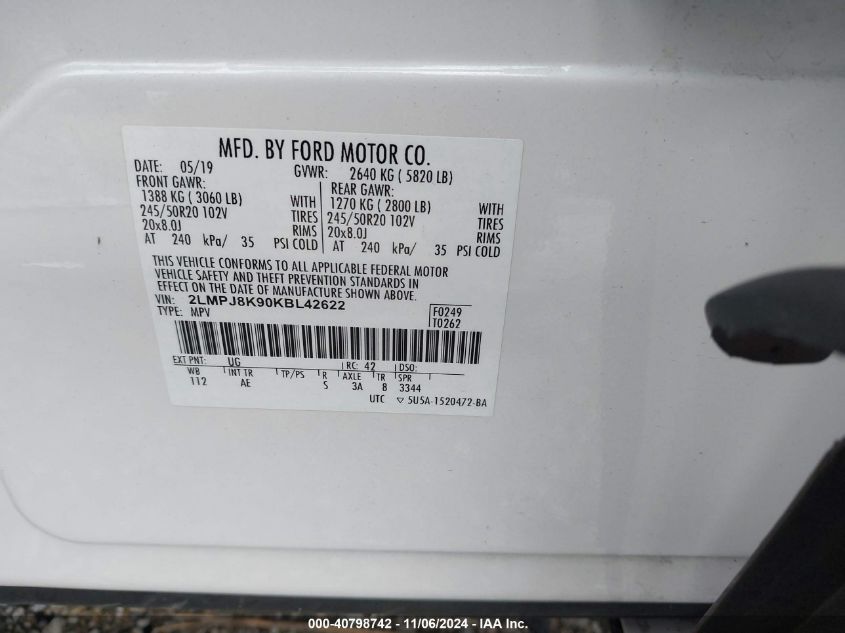 MFD. BY FORD MOTOR CO.
DATE: 05/19 GVWR: 2640 KG ( 5820 LB)
FRONT GAWR: REAR GAWR:
1388 KG ( 3060 LB) WITH 1270 KG ( 2800 LB) WITH
245/50R20 102V TIRES 245/50R20 102V TIRES
20x8.0J RIMS 20x8.0J RIMS
AT 240 kPa/ 35 PSI COLD AT 240 kPa/ 35 PSI COLD
THIS VEHICLE CONFORMS TO ALL APPLICABLE FEDERAL MOTOR
VEHICLE SAFETY AND THEFT PREVENTION STANDARDS IN
EFFECT ON THE DATE OF MANUFACTURE SHOWN ABOVE.
VIN: 2LMPJ8K90KBL42622
TYPE: MPV
F0249
T0262
EXT PNT: UG RC: 42 DSO:
WB INT TR TP/PS R AXLE TR SPR
112 AE S 3A 8 3344
UTC ▽ 5U5A-1520472-BA
000-40798742 - 11/06/2024 - IAA Inc.